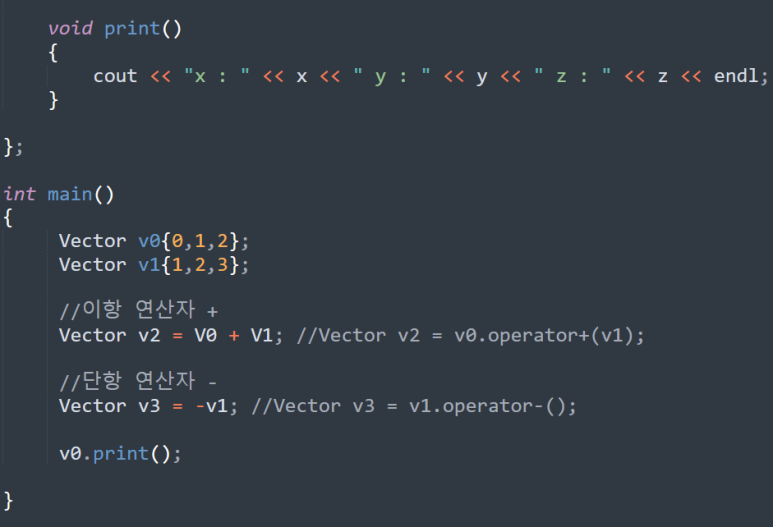 void print()
{
cout << "x : " << x << " y : " << y << " z : " << z << endl;
}
};
int main()
{
Vector v0{0,1,2};
Vector v1{1,2,3};
//이항 연산자 +
Vector v2 = V0 + V1; //Vector v2 = v0.operator+(v1);
//단항 연산자 -
Vector v3 = -v1; //Vector v3 = v1.operator-();
v0.print();
}